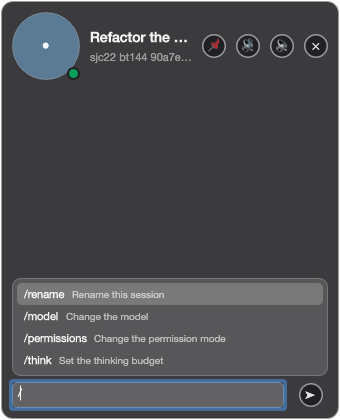 Refactor the ...
sjc22 bt144 90a7e...
/rename Rename this session
/model Change the model
/permissions Change the permission mode
/think Set the thinking budget
/